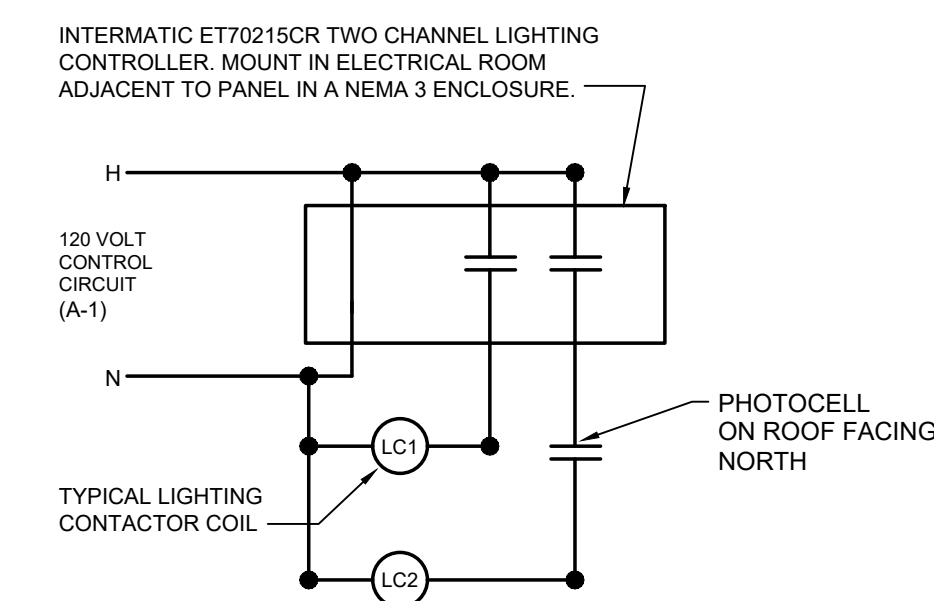 INTERMATIC ET70215CR TWO CHANNEL LIGHTING
CONTROLLER. MOUNT IN ELECTRICAL ROOM
ADJACENT TO PANEL IN A NEMA 3 ENCLOSURE.
H
120 VOLT
CONTROL
CIRCUIT
(A-1)
N
PHOTOCELL
ON ROOF FACING
NORTH
LC1
TYPICAL LIGHTING
CONTACTOR COIL
LC2